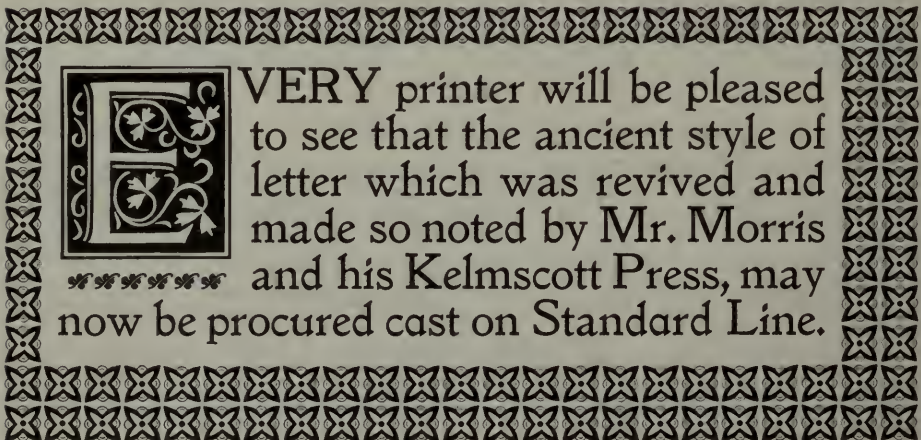 EVERY printer will be pleased
to see that the ancient style of
letter which was revived and
made so noted by Mr. Morris
and his Kelmscott Press, may
now be procured cast on Standard Line.